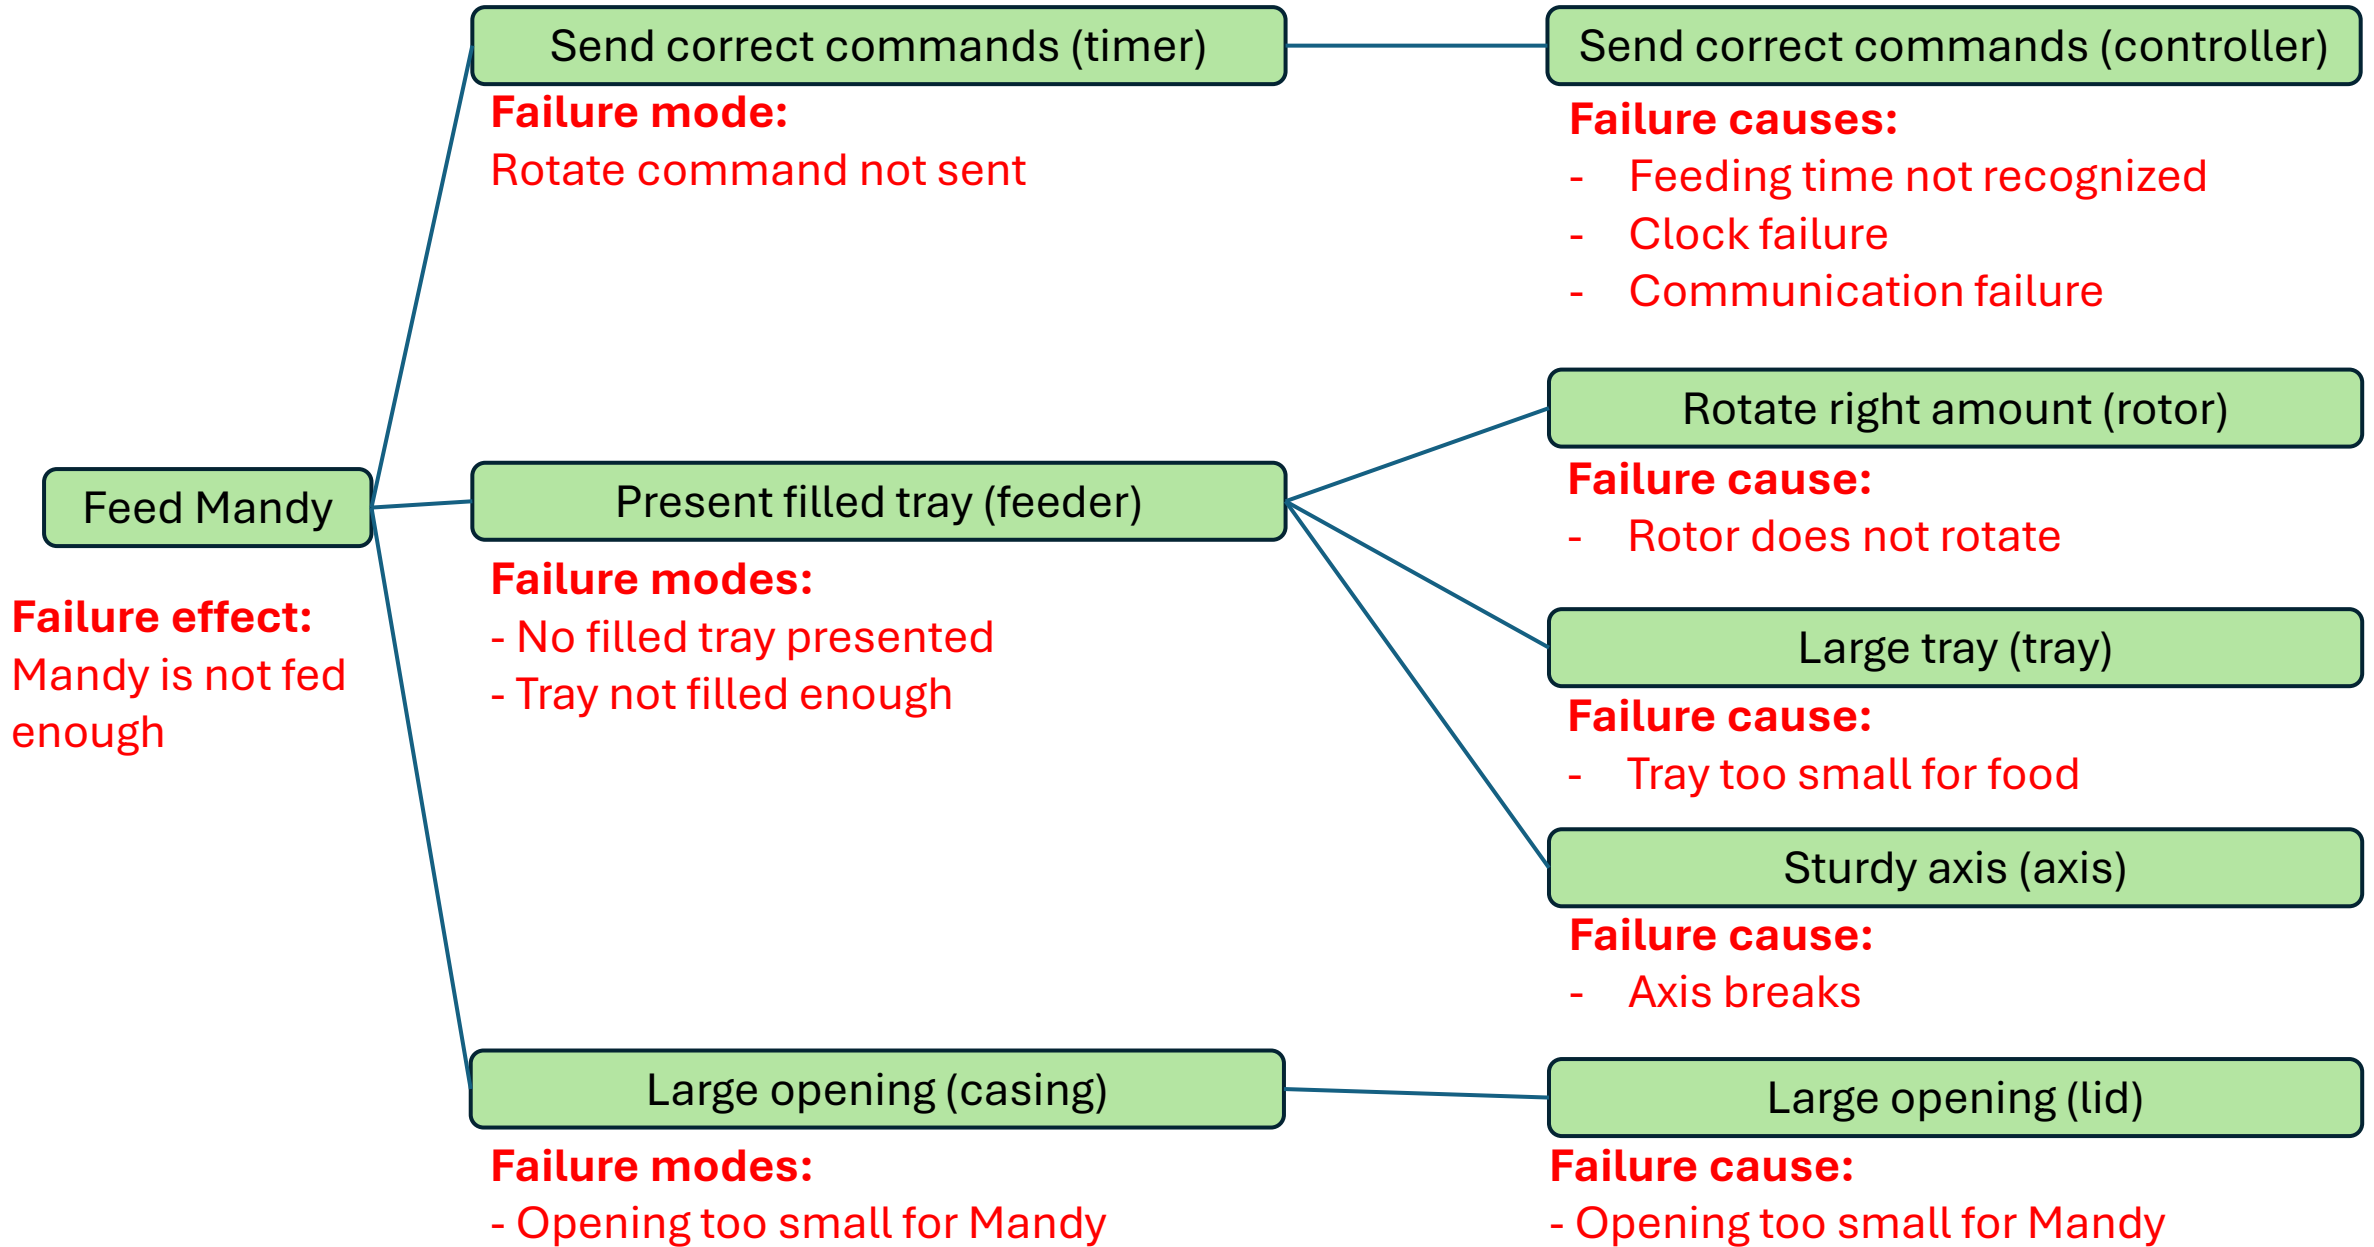 Send correct commands (timer)
Failure mode:
Rotate command not sent
Send correct commands (controller)
Failure causes:
- Feeding time not recognized
- Clock failure
- Communication failure
Feed Mandy
Failure effect:
Mandy is not fed
enough
Present filled tray (feeder)
Failure modes:
- No filled tray presented
- Tray not filled enough
Rotate right amount (rotor)
Failure cause:
- Rotor does not rotate
Large tray (tray)
Failure cause:
- Tray too small for food
Sturdy axis (axis)
Failure cause:
- Axis breaks
Large opening (casing)
Failure modes:
- Opening too small for Mandy
Large opening (lid)
Failure cause:
- Opening too small for Mandy